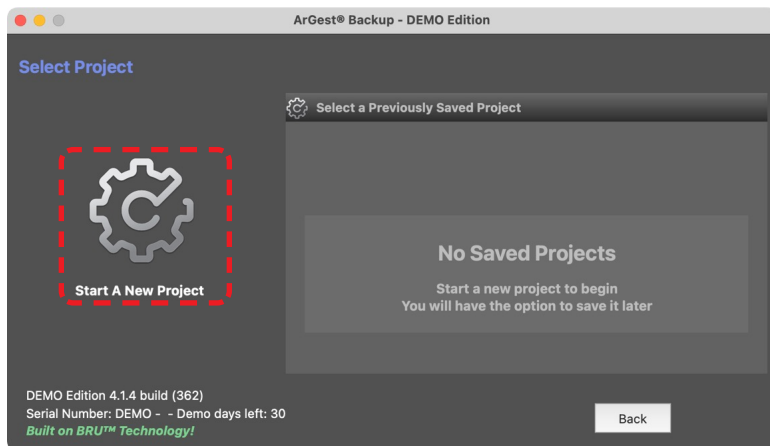 ArGest® Backup - DEMO Edition
Select Project
Select a Previously Saved Project
Start A New Project
No Saved Projects
Start a new project to begin
You will have the option to save it later
DEMO Edition 4.1.4 build (362)
Serial Number: DEMO - - Demo days left: 30
Built on BRU™ Technology!
Back